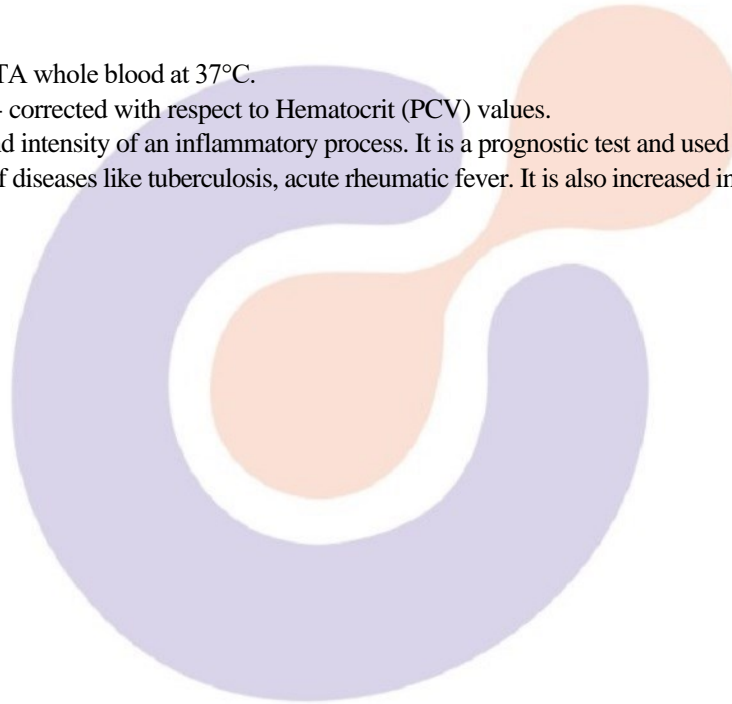 TA whole blood at 37°C.
corrected with respect to Hematocrit (PCV) values.
d intensity of an inflammatory process. It is a prognostic test and used
f diseases like tuberculosis, acute rheumatic fever. It is also increased in